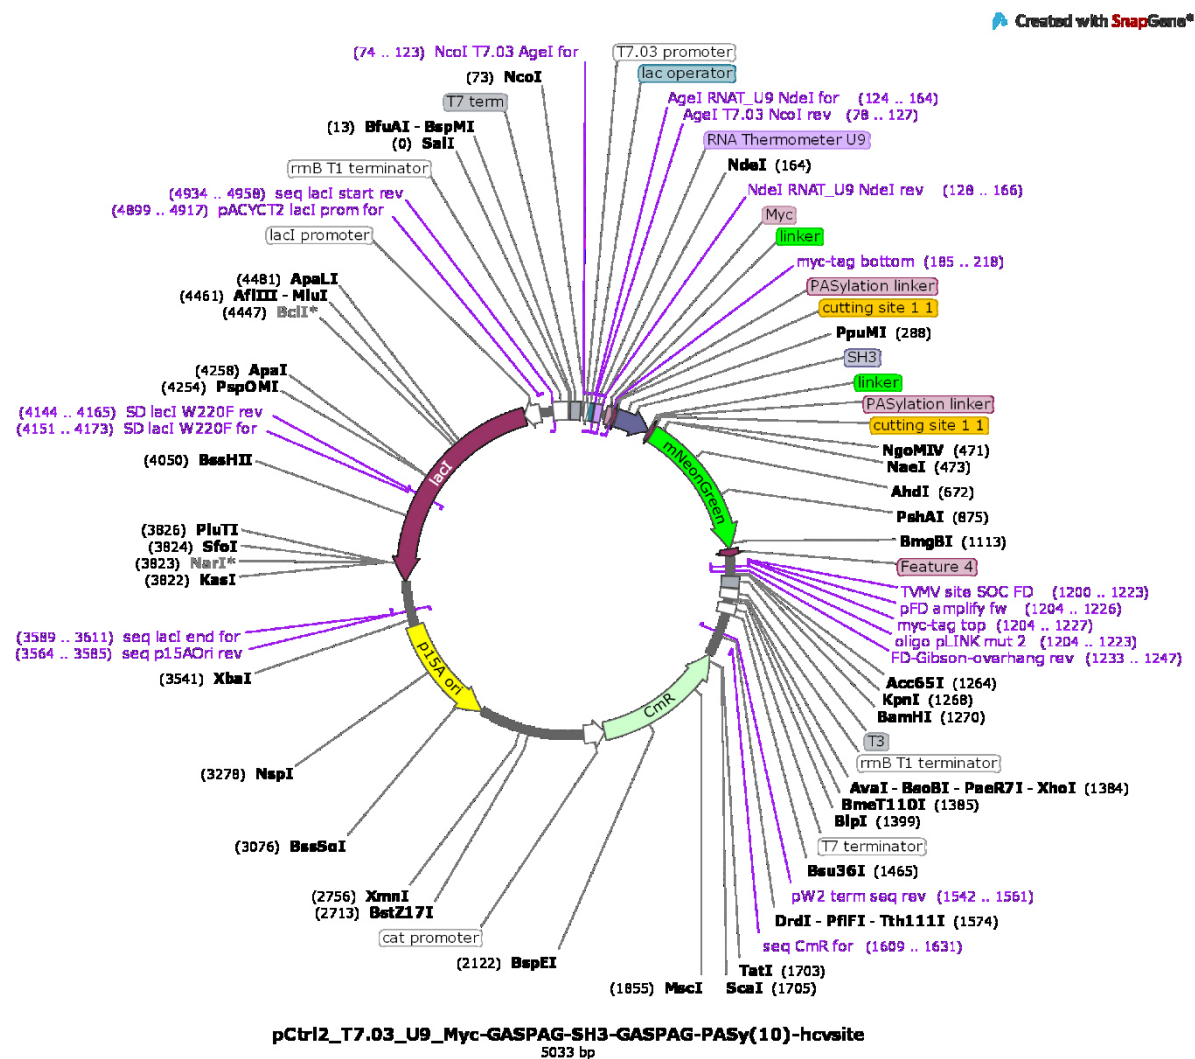 Created with SnapGene®
(74 .. 123) NcoI T7.03 AgeI for
(73) NcoI
T7 term
(13) BfuAI - BspMI
(0) SalI
rrnB T1 terminator
(4934 .. 4958) seq lacI start rev
(4899 .. 4917) pACYCT2 lacI prom for
lacI promoter
(4481) ApaLI
(4461) AflIII - MluI
(4447) BclI*
(4258) ApaI
(4254) PspOMI
(4144 .. 4165) SD lacI W220F rev
(4151 .. 4173) SD lacI W220F for
(4050) BssHII
(3826) PluTI
(3824) SfoI
(3823) NarI*
(3822) KasI
(3589 .. 3611) seq lacI end for
(3564 .. 3585) seq p15AOri rev
(3541) XbaI
(3278) NspI
(3076) BssSαI
(2756) XmnI
(2713) BstZ17I
cat promoter
(2122) BspEI
(1855) MscI
T7.03 promoter
lac operator
AgeI RNAT_U9 NdeI for (124 .. 164)
AgeI T7.03 NcoI rev (78 .. 127)
RNA Thermometer U9
NdeI (164)
NdeI RNAT_U9 NdeI rev (128 .. 166)
Myc
linker
myc-tag bottom (185 .. 218)
PASylation linker
cutting site 1 1
PpuMI (288)
SH3
linker
PASylation linker
cutting site 1 1
NgoMIV (471)
NaeI (473)
AhdI (672)
PshAI (875)
BmgBI (1113)
Feature 4
TVMV site SOC FD (1200 .. 1223)
pFD amplify fw (1204 .. 1226)
myc-tag top (1204 .. 1227)
oligo pLINK mut 2 (1204 .. 1223)
FD-Gibson-overhang rev (1233 .. 1247)
Acc65I (1264)
KpnI (1268)
BamHI (1270)
T3
rrnB T1 terminator
AvaI - BsoBI - PaeR7I - XhoI (1384)
BmeT110I (1385)
BlpI (1399)
T7 terminator
Bsu36I (1465)
pW2 term seq rev (1542 .. 1561)
DrdI - PflFI - Tth111I (1574)
seq CmR for (1609 .. 1631)
TatI (1703)
ScaI (1705)
lacI
mNeonGreen
p15A ori
CmR
pCtrl2_T7.03_U9_Myc-GASPAG-SH3-GASPAG-PASy(10)-hcvsite
5033 bp